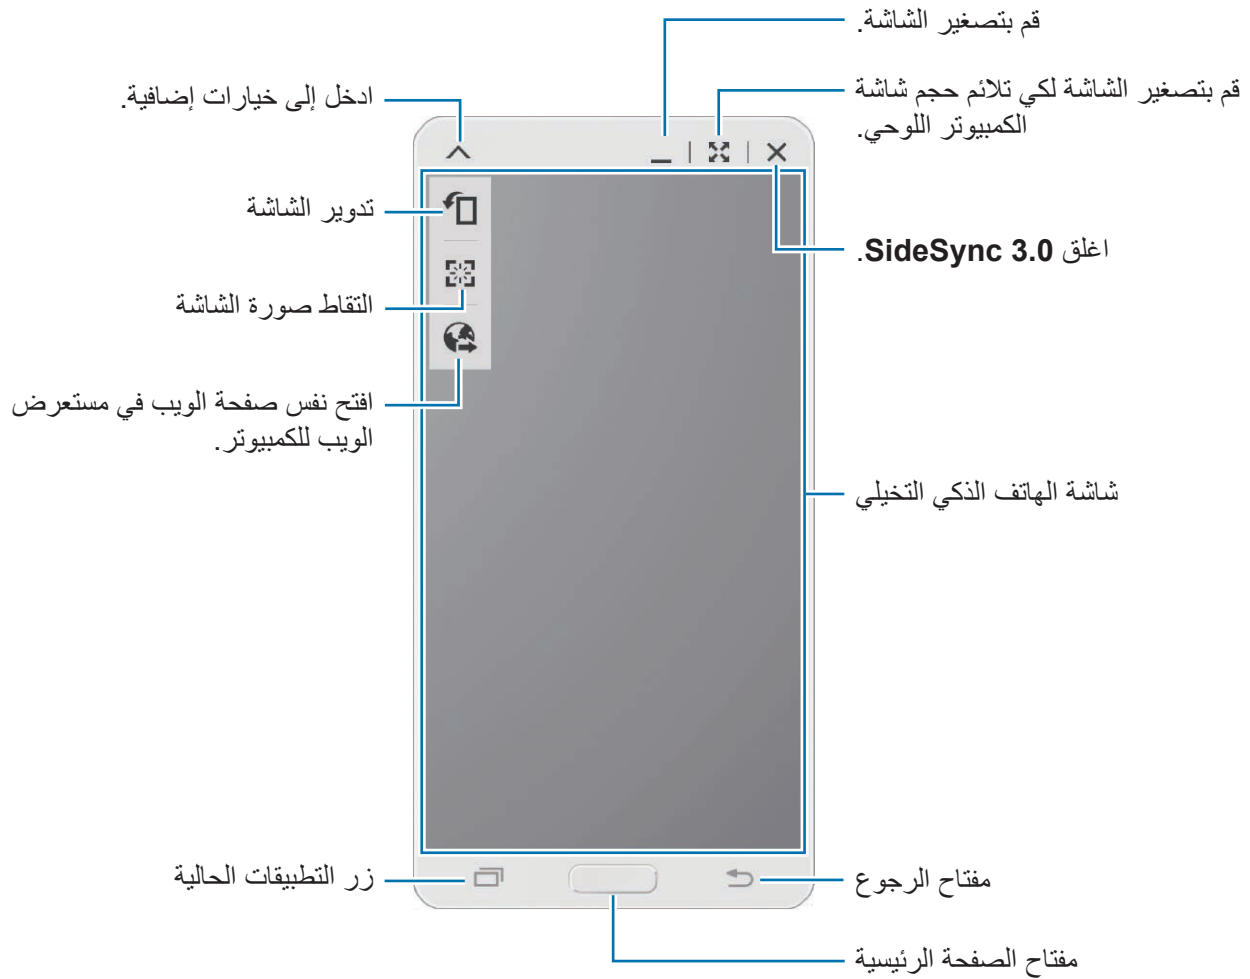 قم بتصغير الشاشة.
قم بتصغير الشاشة لكي تلائم حجم شاشة
الكمبيوتر اللوحي.
ادخل إلى خيارات إضافية.
تدوير الشاشة
اغلق SideSync 3.0.
التقاط صورة الشاشة
افتح نفس صفحة الويب في مستعرض
الويب للكمبيوتر.
شاشة الهاتف الذكي التخيلي
زر التطبيقات الحالية
مفتاح الرجوع
مفتاح الصفحة الرئيسية